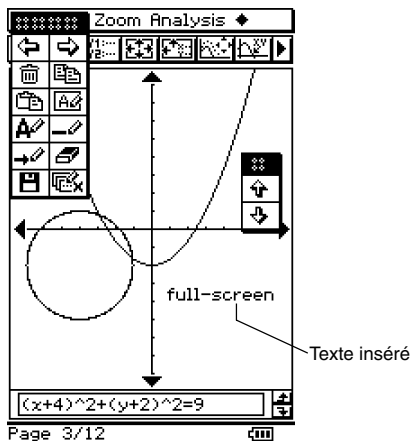 Zoom Analysis
full-screen
Texte inséré
(x+4)^2+(y+2)^2=9
Page 3/12